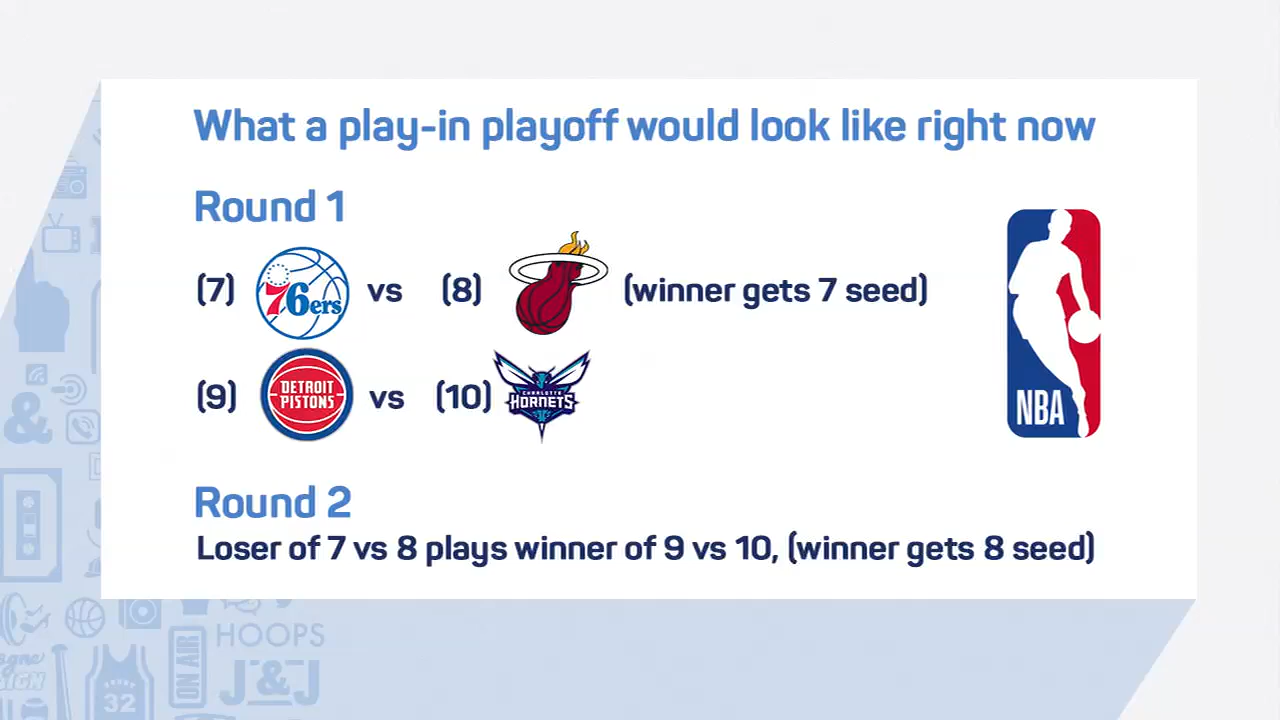 What a play-in playoff would look like right now
Round 1
(7) 76ers vs (8) (winner gets 7 seed)
(9) DETROIT PISTONS vs (10) CHARLOTTE HORNETS
NBA
Round 2
Loser of 7 vs 8 plays winner of 9 vs 10, (winner gets 8 seed)
HOOPS
ON AIR
J&J
SIGN
32
&